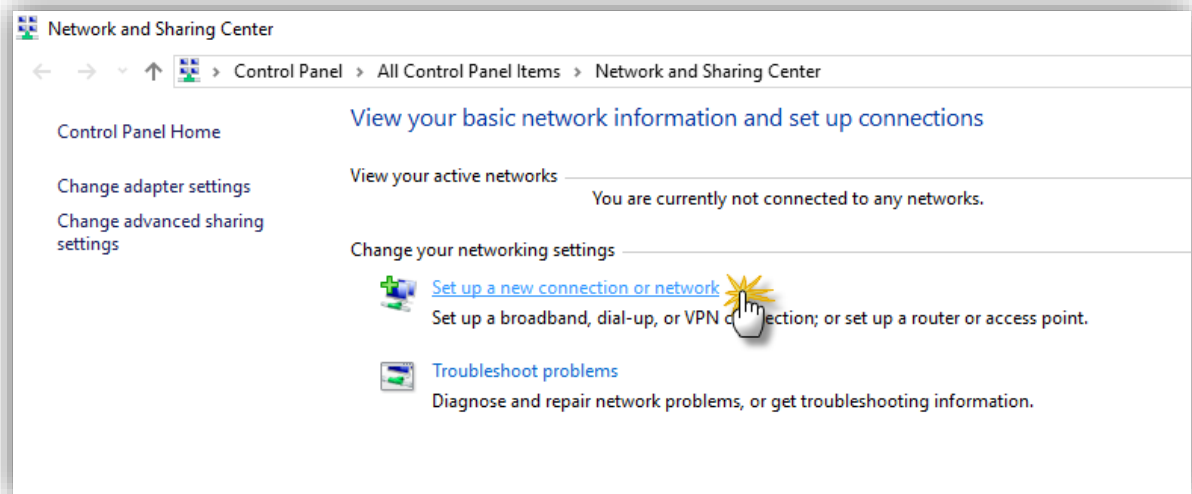 Network and Sharing Center
Control Panel > All Control Panel Items > Network and Sharing Center
Control Panel Home
Change adapter settings
Change advanced sharing
settings
View your basic network information and set up connections
View your active networks
You are currently not connected to any networks.
Change your networking settings
Set up a new connection or network
Set up a broadband, dial-up, or VPN connection; or set up a router or access point.
Troubleshoot problems
Diagnose and repair network problems, or get troubleshooting information.